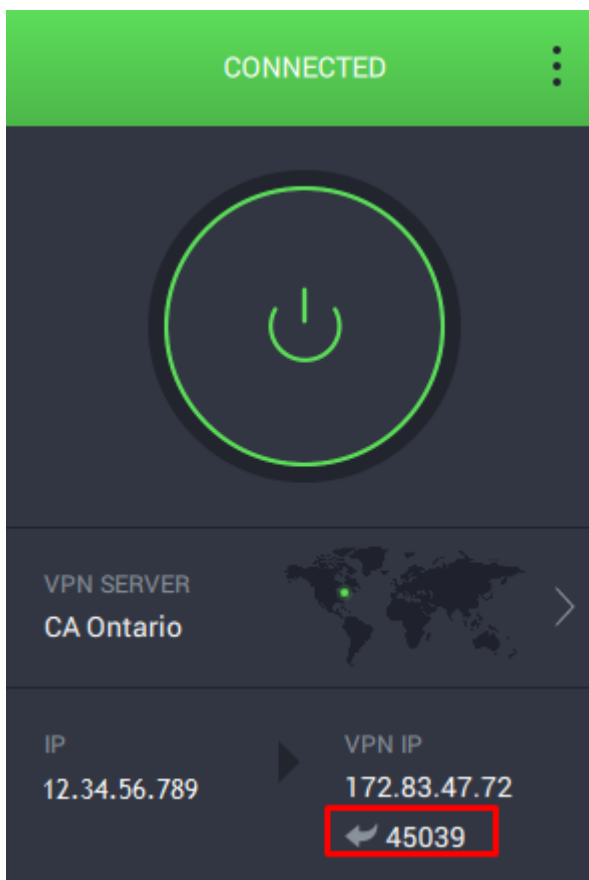 CONNECTED
VPN SERVER
CA Ontario
IP
12.34.56.789
VPN IP
172.83.47.72
45039